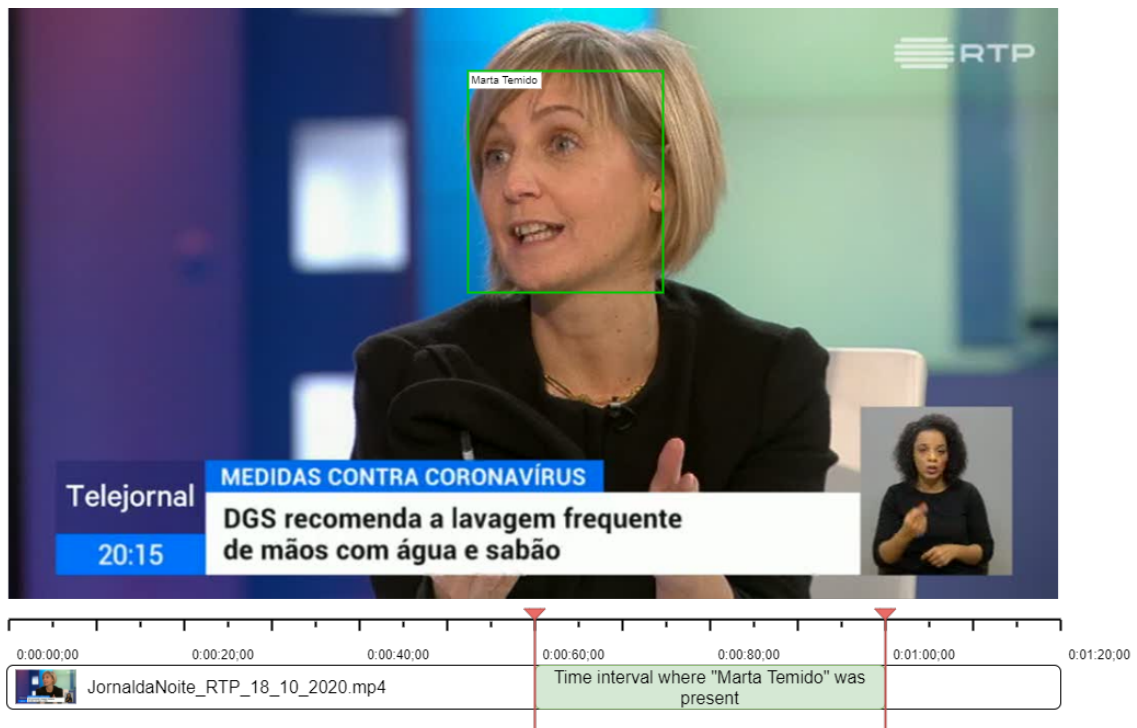 Marta Temido
RTP
Telejornal
MEDIDAS CONTRA CORONAVÍRUS
DGS recomenda a lavagem frequente
de mãos com água e sabão
20:15
0:00:00;00
0:00:20;00
0:00:40;00
0:00:60;00
0:00:80;00
0:01:00;00
0:01:20;00
JornaldaNoite_RTP_18_10_2020.mp4
Time interval where "Marta Temido" was
present